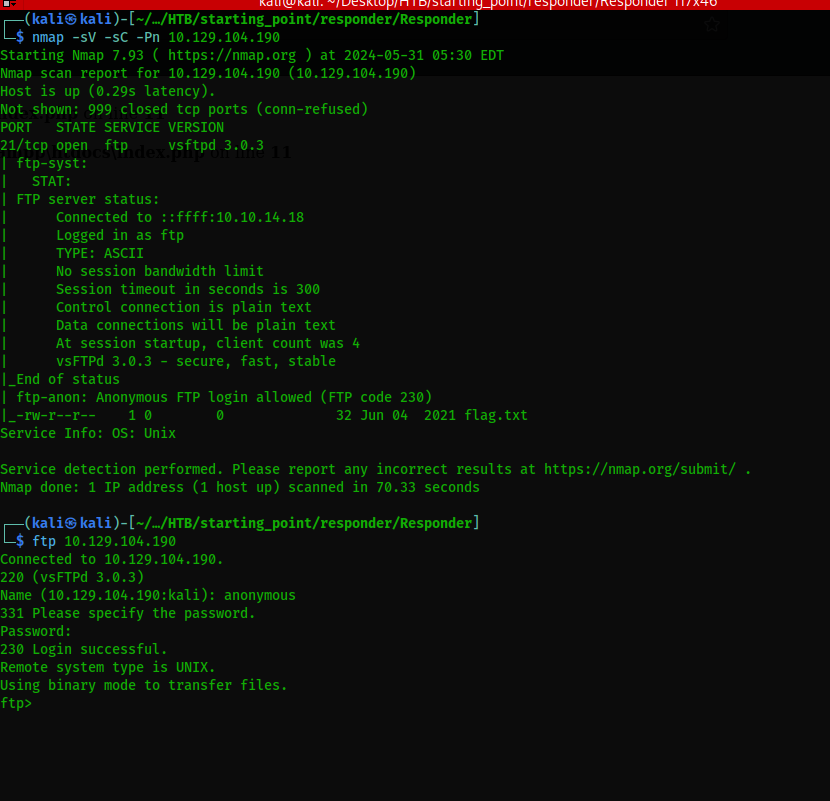 kali@kali: ~/Desktop/HTB/starting_point/responder/Responder 117x46
┌──(kali㉿kali)-[~/…/HTB/starting_point/responder/Responder]
└─$ nmap -sV -sC -Pn 10.129.104.190
Starting Nmap 7.93 ( https://nmap.org ) at 2024-05-31 05:30 EDT
Nmap scan report for 10.129.104.190 (10.129.104.190)
Host is up (0.29s latency).
Not shown: 999 closed tcp ports (conn-refused)
PORT   STATE SERVICE VERSION
21/tcp open  ftp     vsftpd 3.0.3
\index.php on line 11
| ftp-syst:
|   STAT:
| FTP server status:
|      Connected to ::ffff:10.10.14.18
|      Logged in as ftp
|      TYPE: ASCII
|      No session bandwidth limit
|      Session timeout in seconds is 300
|      Control connection is plain text
|      Data connections will be plain text
|      At session startup, client count was 4
|      vsFTPd 3.0.3 - secure, fast, stable
|_End of status
| ftp-anon: Anonymous FTP login allowed (FTP code 230)
|_-rw-r--r--    1 0        0              32 Jun 04  2021 flag.txt
Service Info: OS: Unix
Service detection performed. Please report any incorrect results at https://nmap.org/submit/ .
Nmap done: 1 IP address (1 host up) scanned in 70.33 seconds
┌──(kali㉿kali)-[~/…/HTB/starting_point/responder/Responder]
└─$ ftp 10.129.104.190
Connected to 10.129.104.190.
220 (vsFTPd 3.0.3)
Name (10.129.104.190:kali): anonymous
331 Please specify the password.
Password:
230 Login successful.
Remote system type is UNIX.
Using binary mode to transfer files.
ftp>